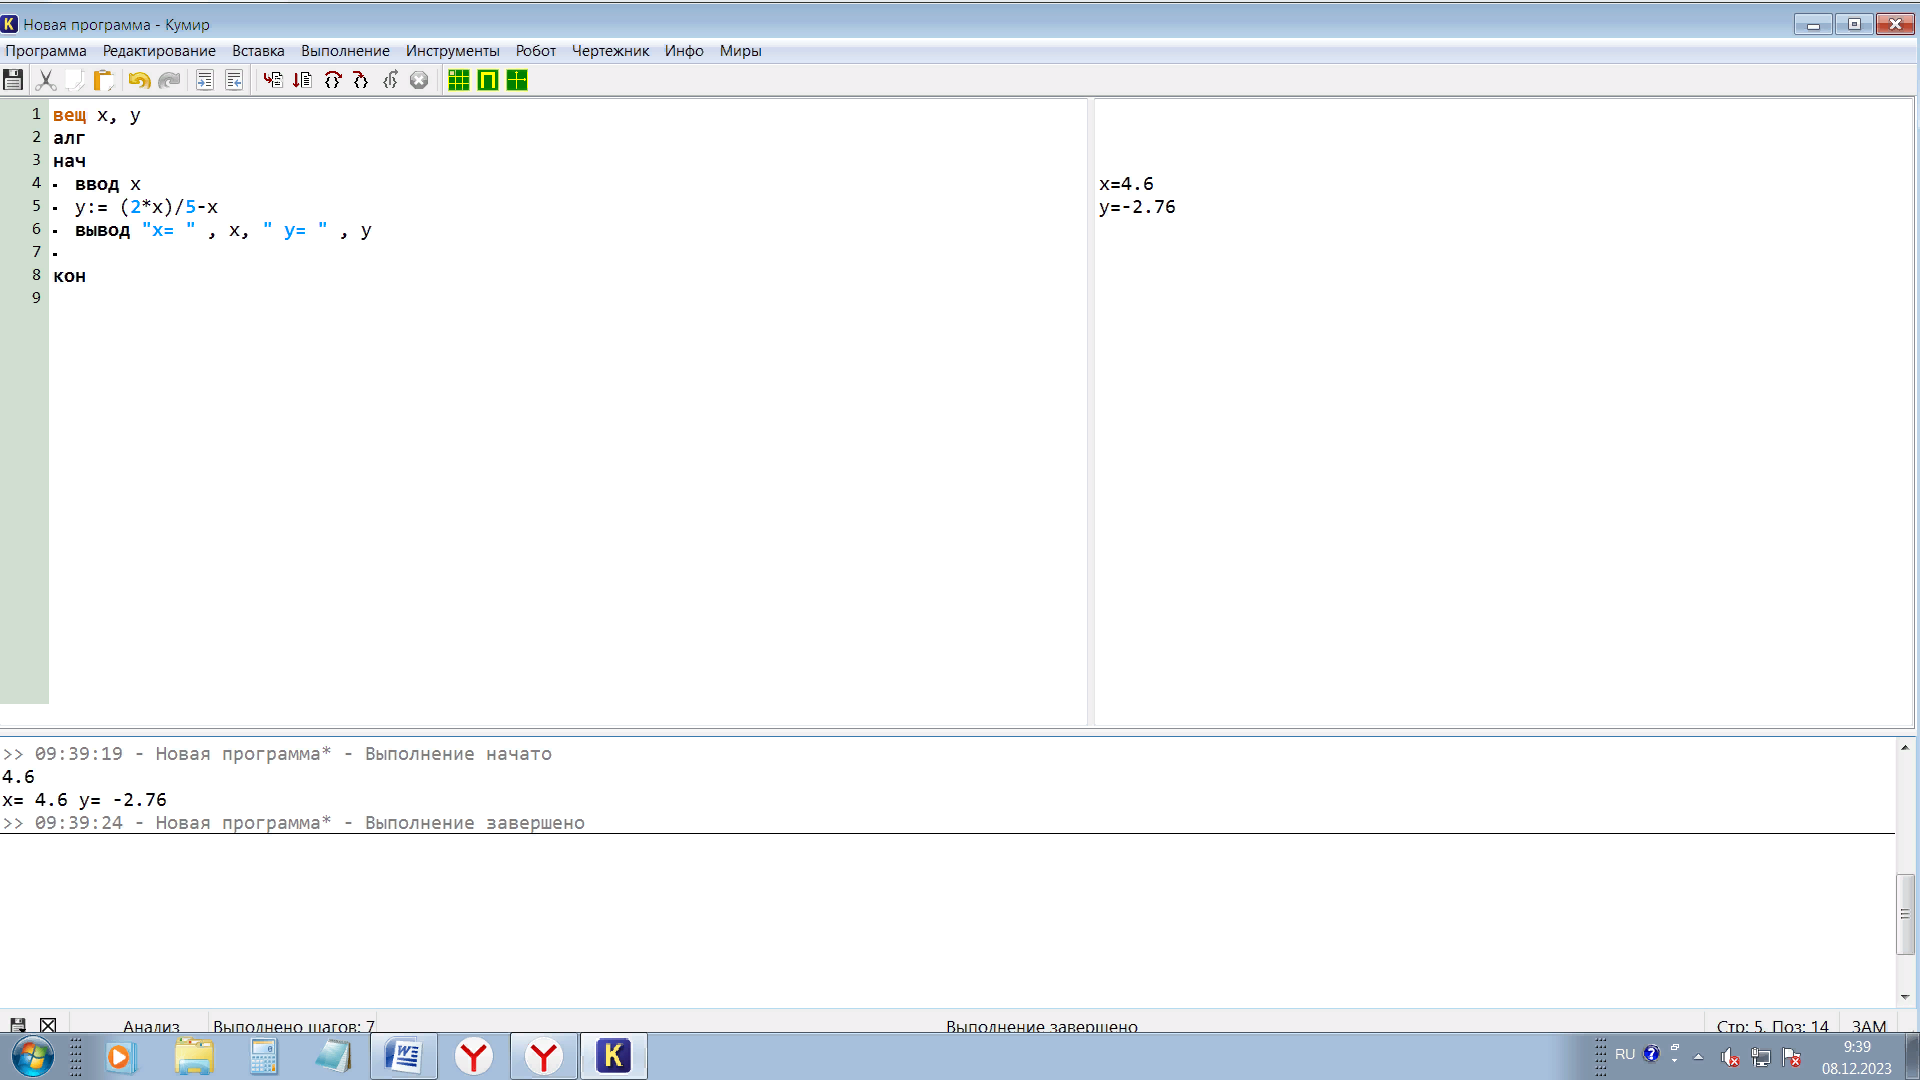 Новая программа - Кумир
Программа Редактирование Вставка Выполнение Инструменты Робот Чертежник Инфо Миры
1 вещ x, y
2 алг
3 нач
4 ввод x
5 y:= (2*x)/5-x
6 вывод "x= " , x, " y= " , y
7
8 кон
9
x=4.6
y=-2.76
>> 09:39:19 - Новая программа* - Выполнение начато
4.6
x= 4.6 y= -2.76
>> 09:39:24 - Новая программа* - Выполнение завершено
Анализ Выполнено шагов: 7 Выполнение завершено Стр: 5, Поз: 14 ЗАМ
RU 9:39
08.12.2023